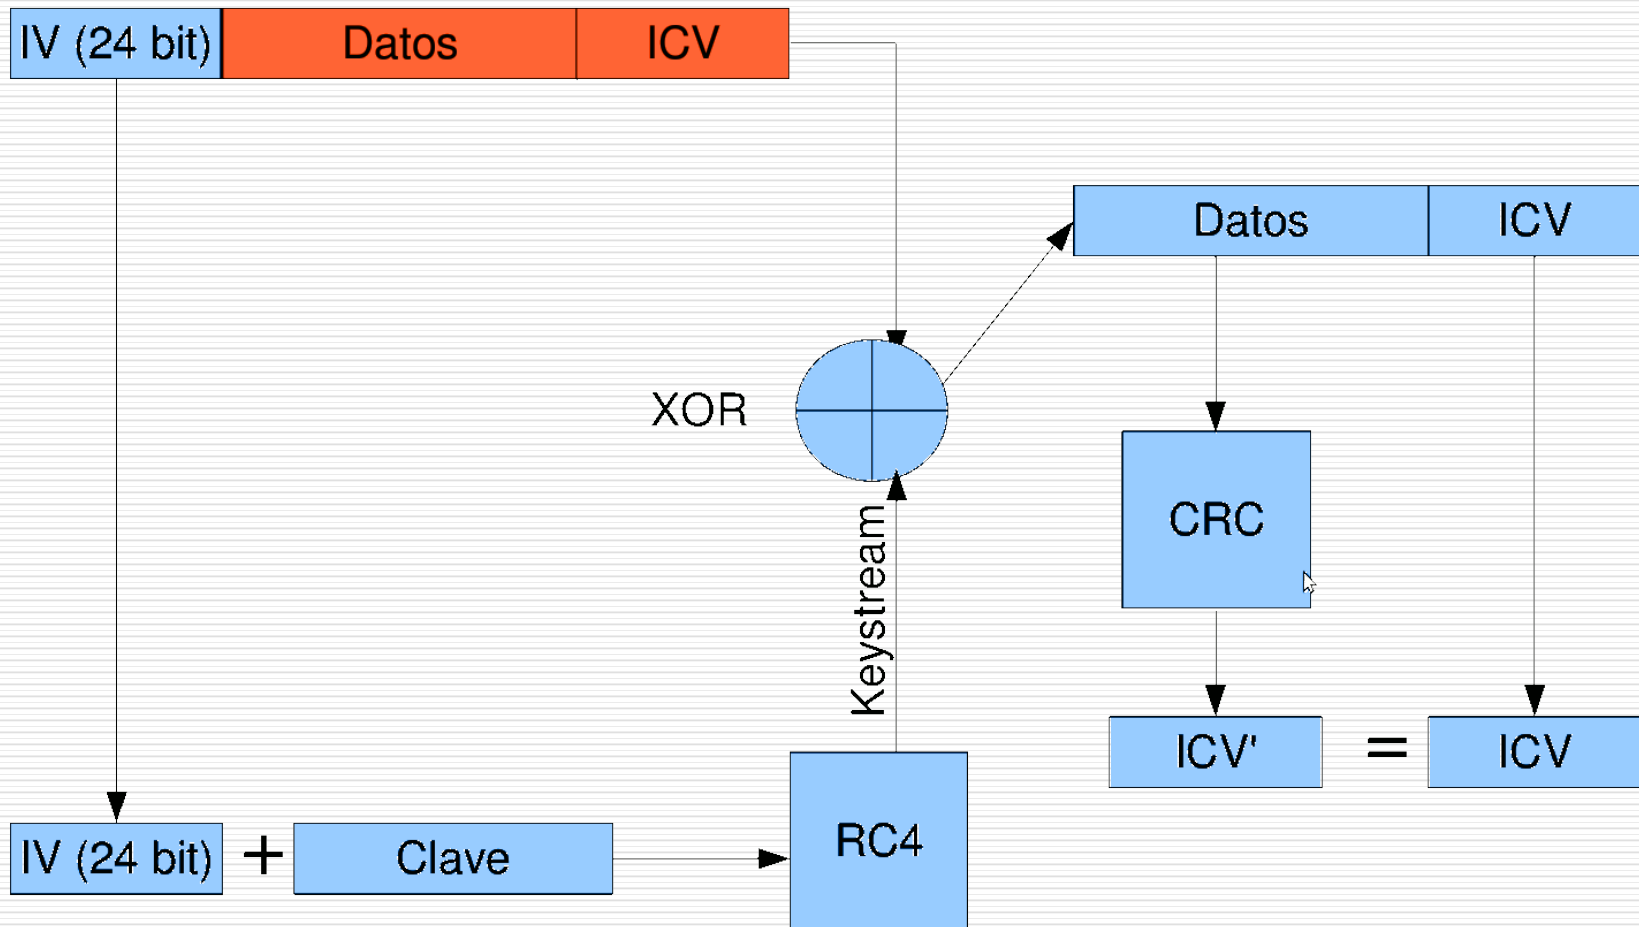 IV (24 bit) Datos ICV
Datos ICV
XOR
CRC
Keystream
ICV' = ICV
IV (24 bit) + Clave RC4